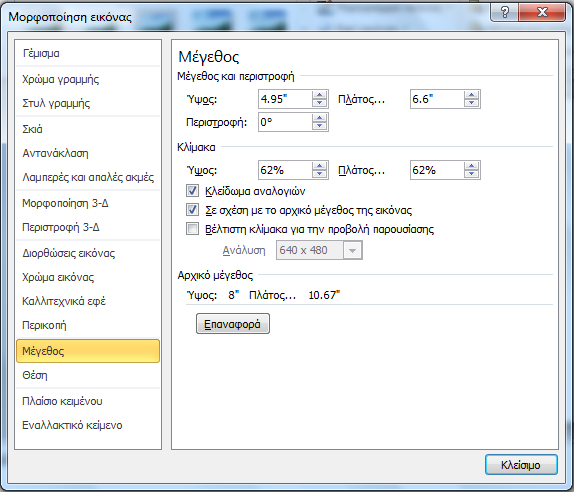 Μορφοποίηση εικόνας
Γέμισμα
Χρώμα γραμμής
Στυλ γραμμής
Σκιά
Αντανάκλαση
Λαμπερές και απαλές ακμές
Μορφοποίηση 3-Δ
Περιστροφή 3-Δ
Διορθώσεις εικόνας
Χρώμα εικόνας
Καλλιτεχνικά εφέ
Περικοπή
Μέγεθος
Θέση
Πλαίσιο κειμένου
Εναλλακτικό κείμενο
Μέγεθος
Μέγεθος και περιστροφή
Ύψος: 4.95" Πλάτος... 6.6"
Περιστροφή: 0°
Κλίμακα
Ύψος: 62% Πλάτος... 62%
Κλείδωμα αναλογιών
Σε σχέση με το αρχικό μέγεθος της εικόνας
Βέλτιστη κλίμακα για την προβολή παρουσίασης
Ανάλυση 640 x 480
Αρχικό μέγεθος
Ύψος: 8" Πλάτος... 10.67"
Επαναφορά
Κλείσιμο